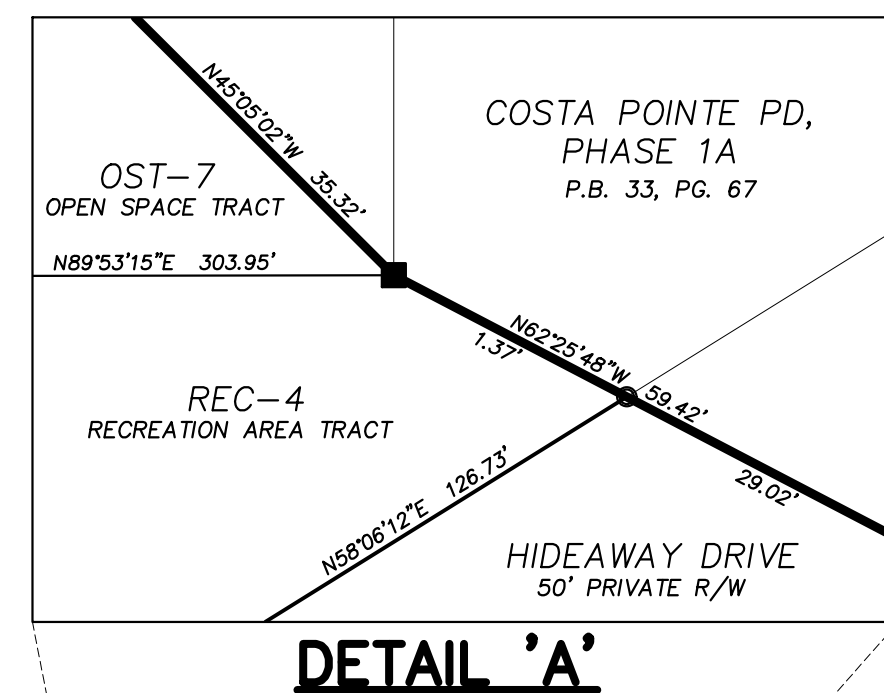 N45°05'02"W 35.32'
COSTA POINTE PD,
PHASE 1A
P.B. 33, PG. 67
OST-7
OPEN SPACE TRACT
N89°53'15"E 303.95'
N62°25'48"W 59.42'
1.37'
REC-4
RECREATION AREA TRACT
N58°06'12"E 126.73'
29.02'
HIDEAWAY DRIVE
50' PRIVATE R/W
DETAIL 'A'